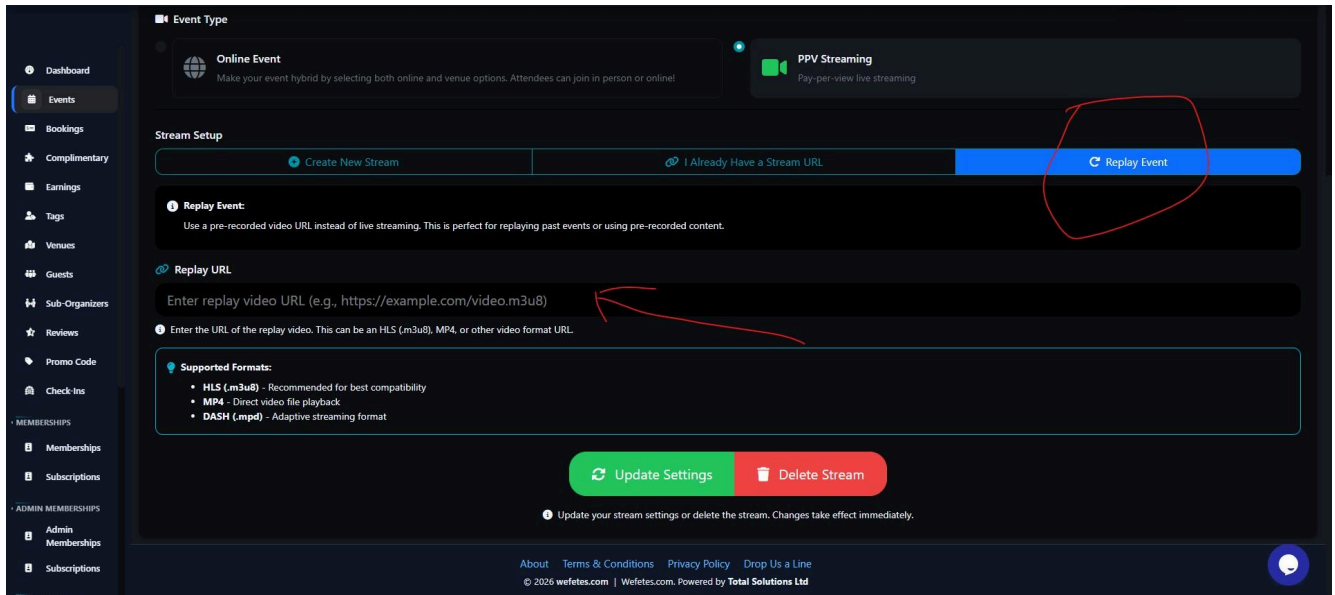 Event Type
Online Event
Make your event hybrid by selecting both online and venue options. Attendees can join in person or online!
PPV Streaming
Pay-per-view live streaming
Dashboard
Events
Bookings
Complimentary
Earnings
Tags
Venues
Guests
Sub-Organizers
Reviews
Promo Code
Check-Ins
MEMBERSHIPS
Memberships
Subscriptions
ADMIN MEMBERSHIPS
Admin
Memberships
Subscriptions
Stream Setup
Create New Stream
I Already Have a Stream URL
Replay Event
Replay Event:
Use a pre-recorded video URL instead of live streaming. This is perfect for replaying past events or using pre-recorded content.
Replay URL
Enter replay video URL (e.g., https://example.com/video.m3u8)
Enter the URL of the replay video. This can be an HLS (.m3u8), MP4, or other video format URL.
Supported Formats:
• HLS (.m3u8) - Recommended for best compatibility
• MP4 - Direct video file playback
• DASH (.mpd) - Adaptive streaming format
Update Settings
Delete Stream
Update your stream settings or delete the stream. Changes take effect immediately.
About Terms & Conditions Privacy Policy Drop Us a Line
© 2026 wefetes.com | Wefetes.com. Powered by Total Solutions Ltd